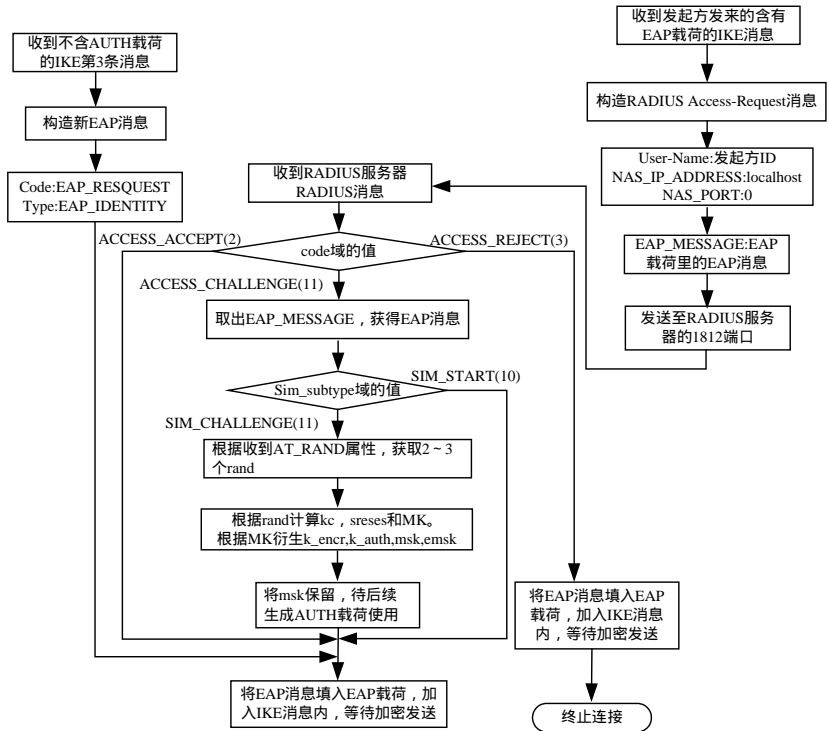 收到不含AUTH载荷
的IKE第3条消息
构造新EAP消息
Code:EAP_RESQUEST
Type:EAP_IDENTITY
收到发起方发来的含有
EAP载荷的IKE消息
构造RADIUS Access-Request消息
User-Name:发起方ID
NAS_IP_ADDRESS:localhost
NAS_PORT:0
EAP_MESSAGE:EAP
载荷里的EAP消息
发送至RADIUS服务
器的1812端口
收到RADIUS服务器
RADIUS消息
ACCESS_ACCEPT(2)
code域的值
ACCESS_REJECT(3)
ACCESS_CHALLENGE(11)
取出EAP_MESSAGE，获得EAP消息
Sim_subtype域的值
SIM_START(10)
SIM_CHALLENGE(11)
根据收到AT_RAND属性，获取2～3
个rand
根据rand计算kc，sreses和MK。
根据MK衍生k_encr,k_auth,msk,emsk
将msk保留，待后续
生成AUTH载荷使用
将EAP消息填入EAP载荷，加
入IKE消息内，等待加密发送
将EAP消息填入EAP
载荷，加入IKE消息
内，等待加密发送
终止连接